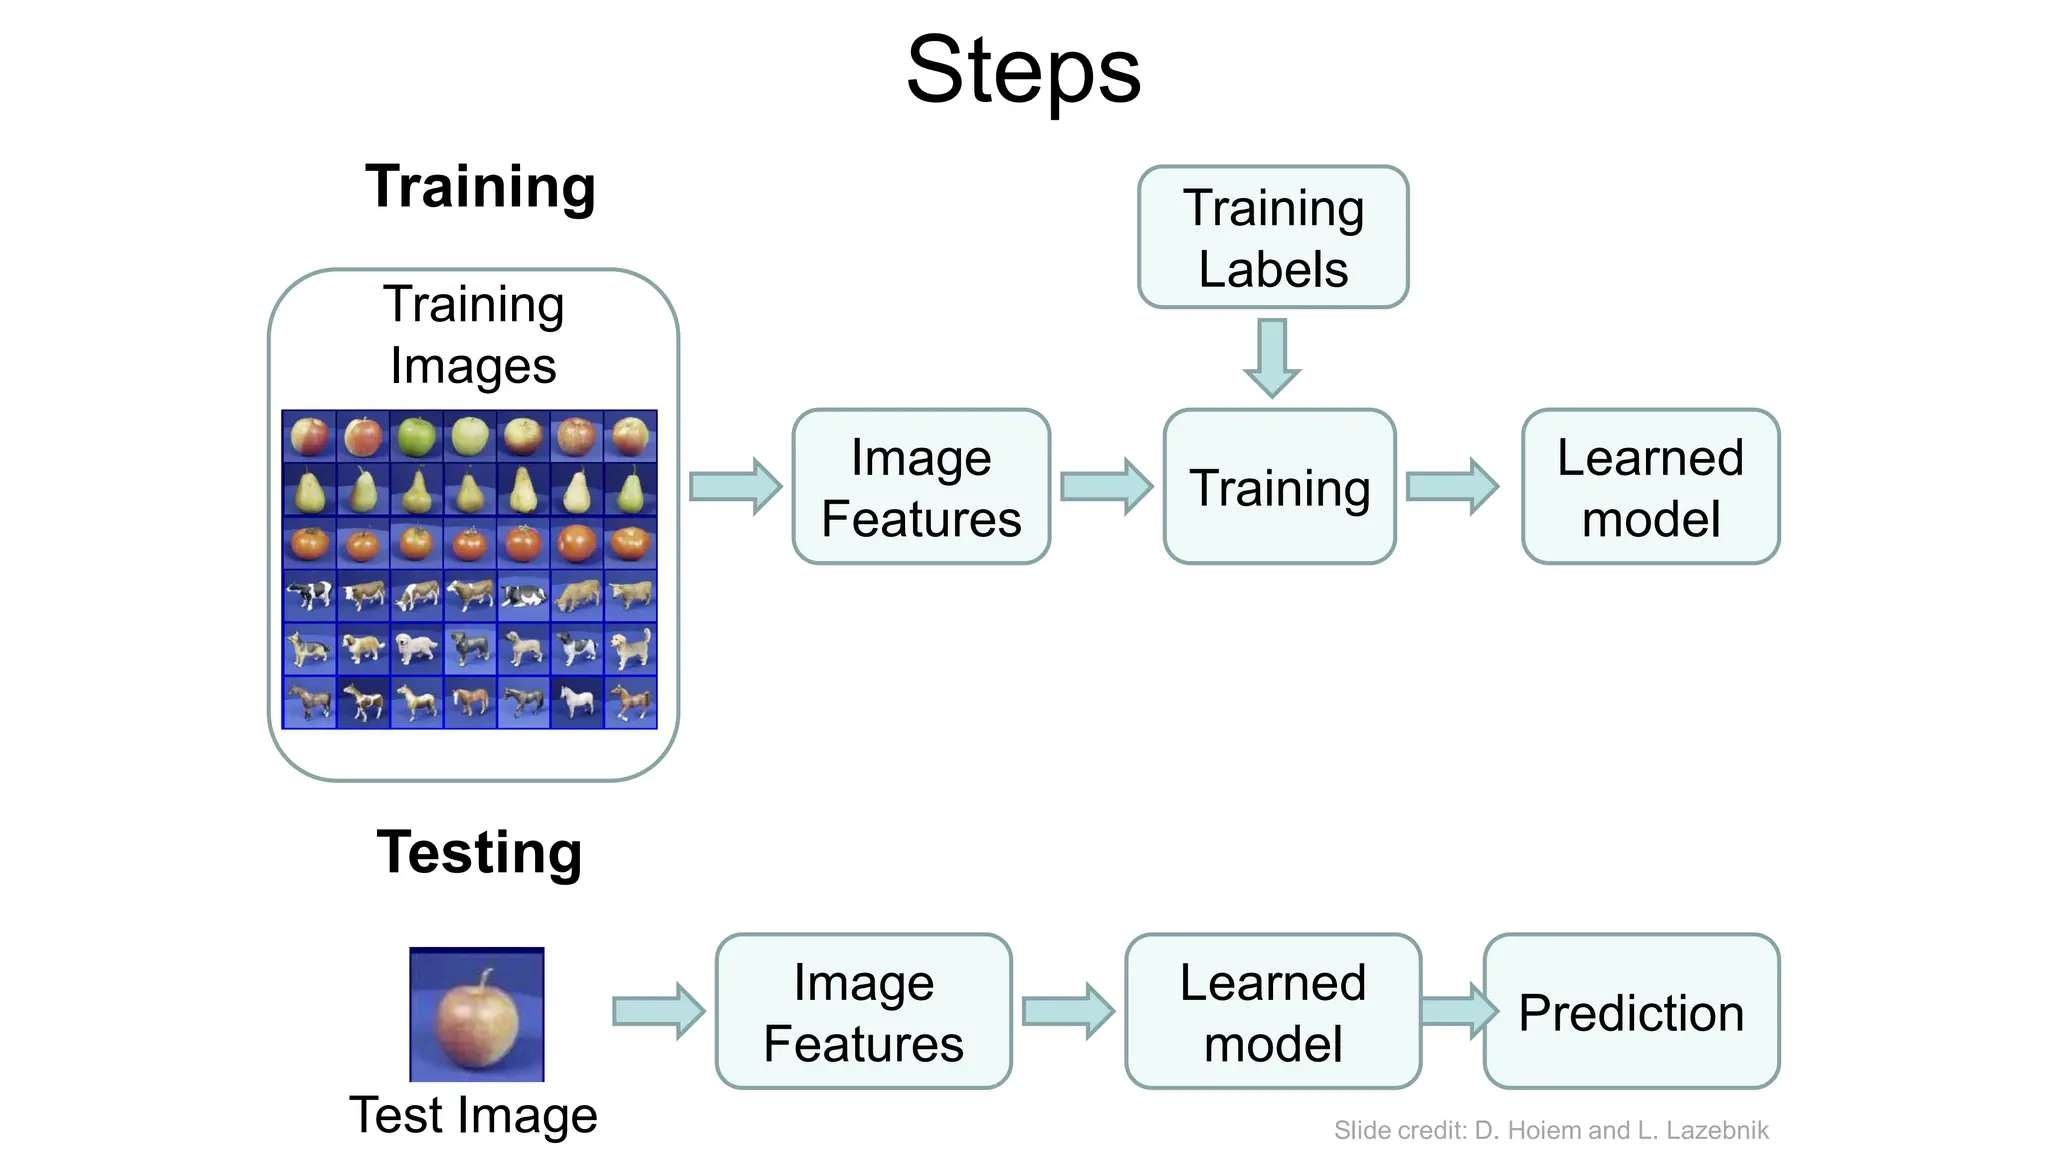 Steps
Training
Training
Images
Training
Labels
Image
Features
Training
Learned
model
Testing
Test Image
Image
Features
Learned
model
Prediction
Slide credit: D. Hoiem and L. Lazebnik